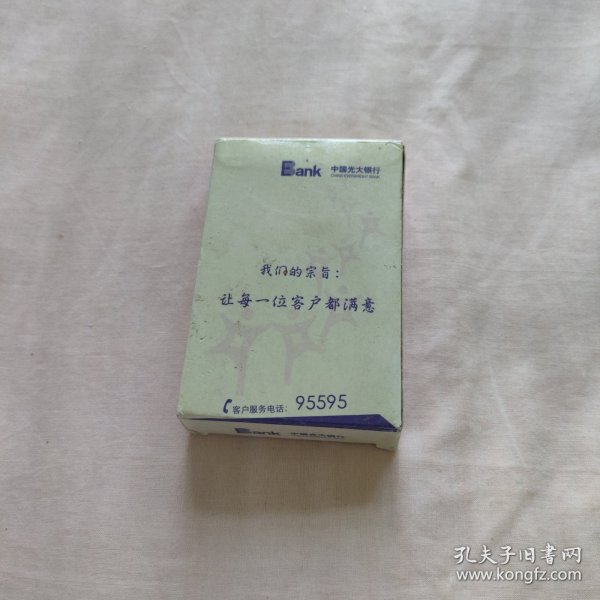 Bank 中国光大银行
CHINA EVERBRIGHT BANK
我们的宗旨：
让每一位客户都满意
客户服务电话：95595
Bank 中国光大银行
孔夫子旧书网
www.kongfz.com